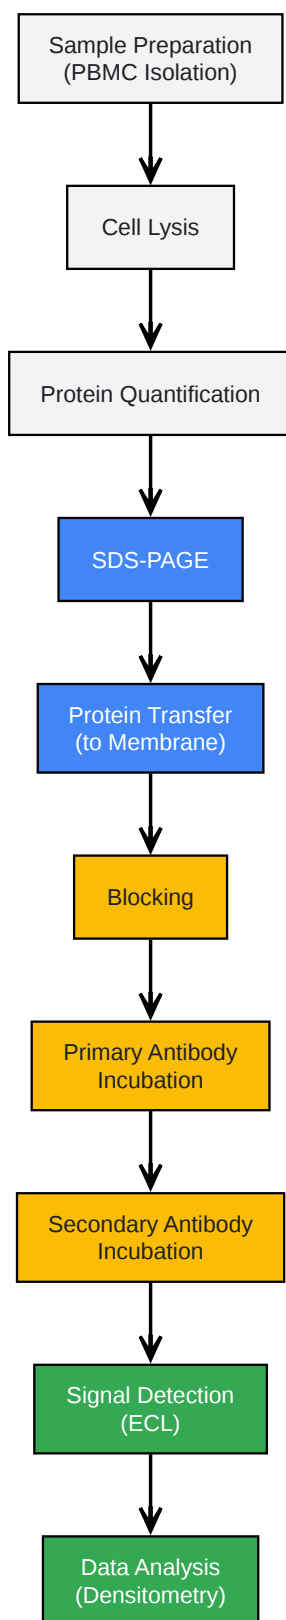 Sample Preparation
(PBMC Isolation)
Cell Lysis
Protein Quantification
SDS-PAGE
Protein Transfer
(to Membrane)
Blocking
Primary Antibody
Incubation
Secondary Antibody
Incubation
Signal Detection
(ECL)
Data Analysis
(Densitometry)